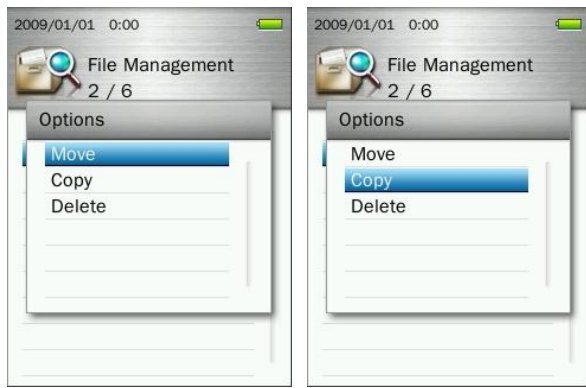 2009/01/01 0:00
File Management
2 / 6
Options
Move
Copy
Delete
2009/01/01 0:00
File Management
2 / 6
Options
Move
Copy
Delete